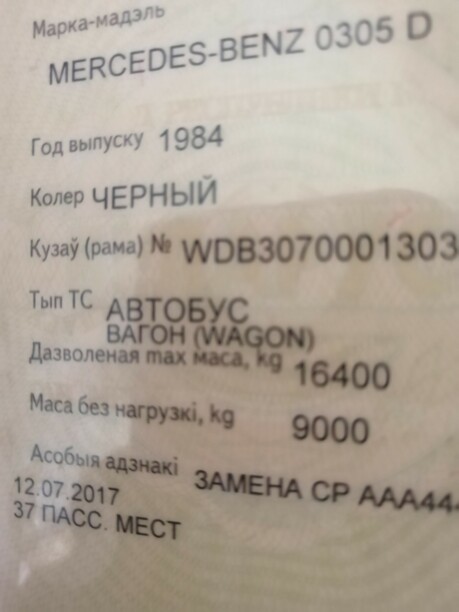 Марка-мадэль
MERCEDES-BENZ 0305 D
Год выпуску 1984
Колер ЧЕРНЫЙ
Кузаў (рама) № WDB3070001303
Тып ТС АВТОБУС
ВАГОН (WAGON)
Дазволеная max маса, kg 16400
Маса без нагрузкі, kg 9000
Асобыя адзнакі ЗАМЕНА СР ААА444
12.07.2017
37 ПАСС. МЕСТ